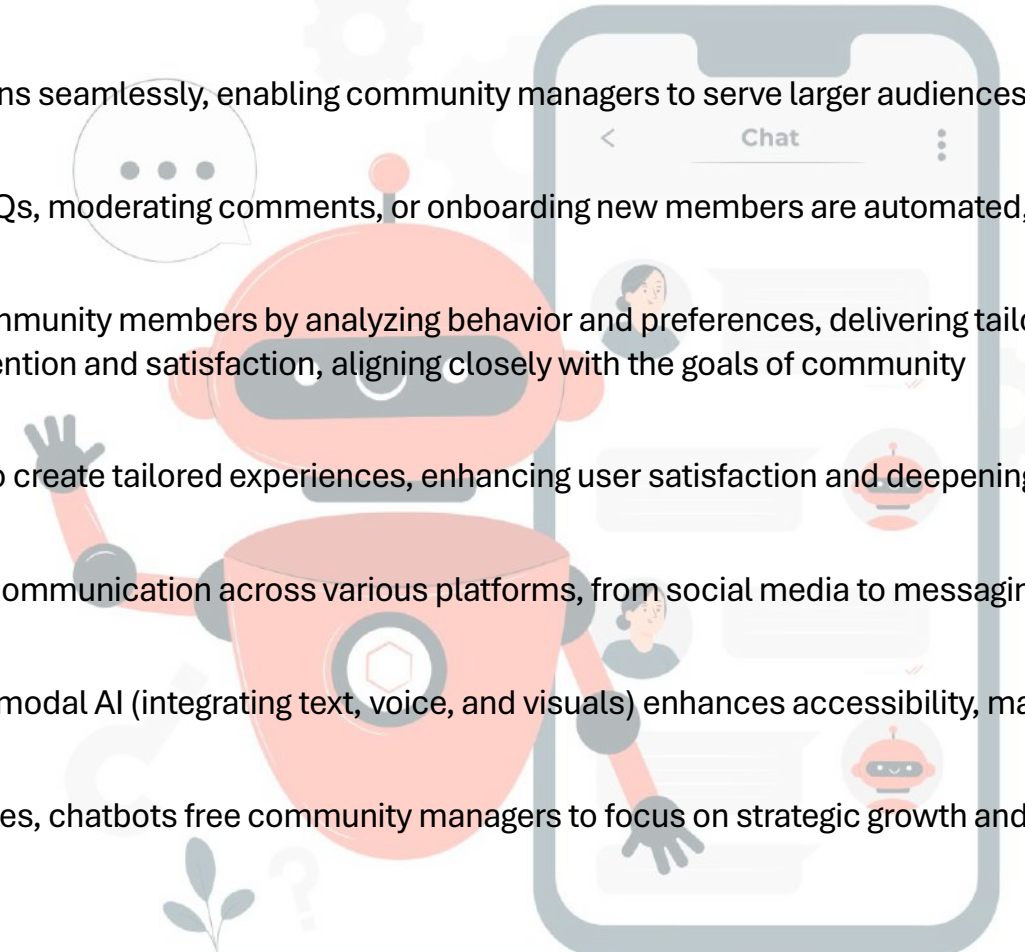 ns seamlessly, enabling community managers to serve larger audiences
Chat
Qs, moderating comments, or onboarding new members are automated,
mmunity members by analyzing behavior and preferences, delivering tailo
ention and satisfaction, aligning closely with the goals of community
o create tailored experiences, enhancing user satisfaction and deepening
ommunication across various platforms, from social media to messagin
modal AI (integrating text, voice, and visuals) enhances accessibility, ma
es, chatbots free community managers to focus on strategic growth and